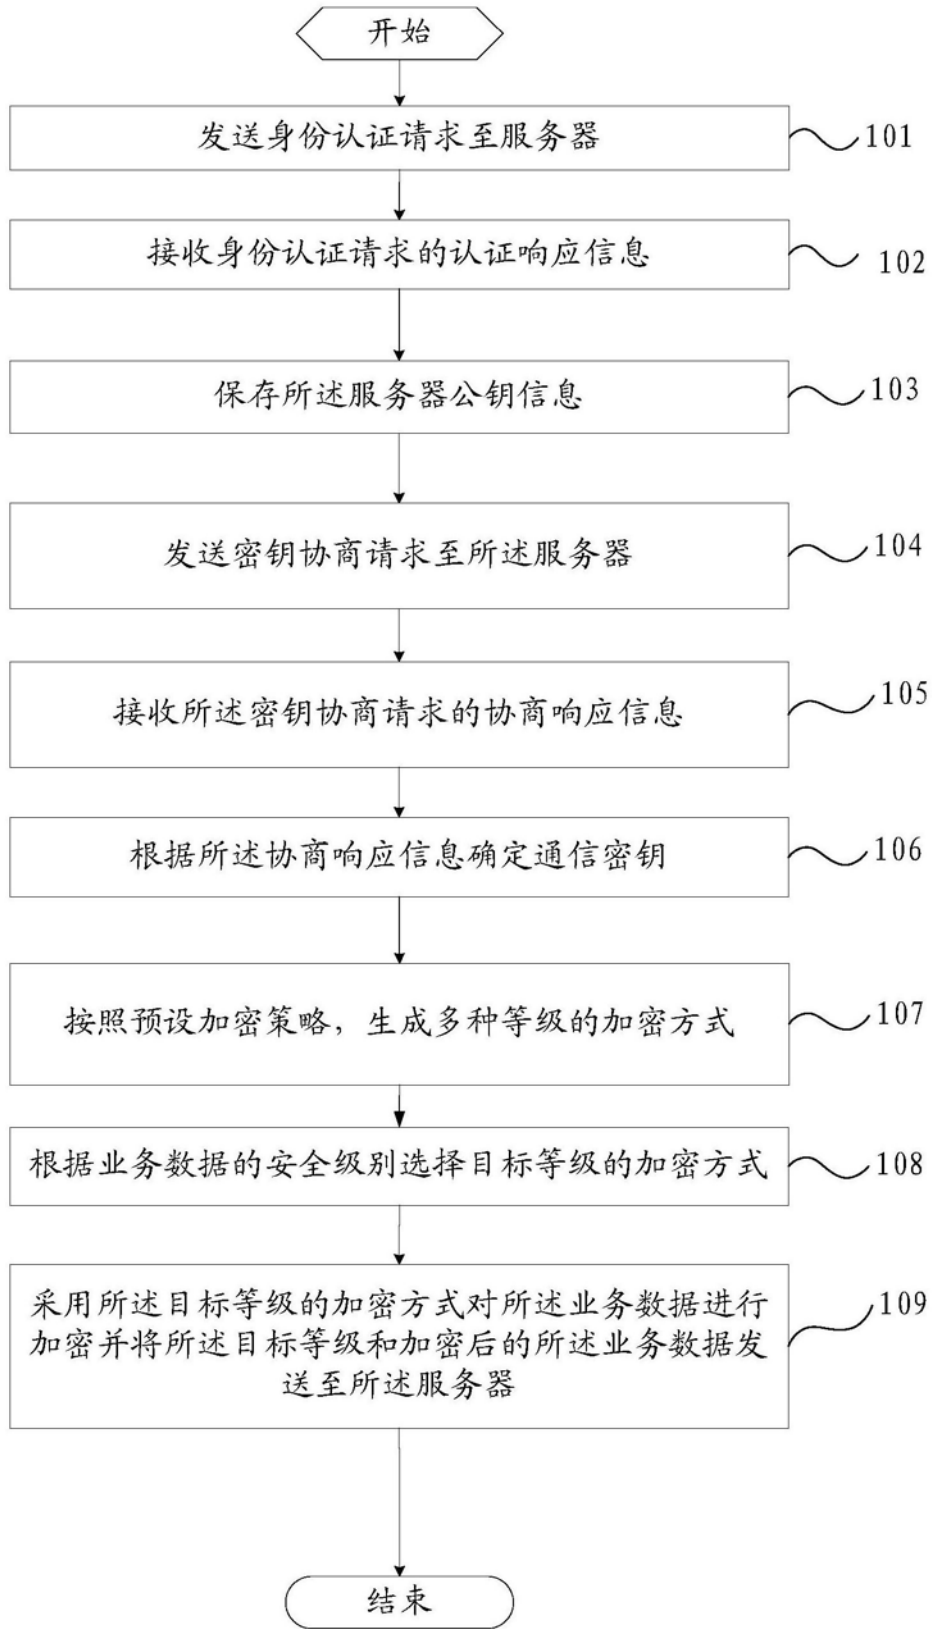 开始
发送身份认证请求至服务器
101
接收身份认证请求的认证响应信息
102
保存所述服务器公钥信息
103
发送密钥协商请求至所述服务器
104
接收所述密钥协商请求的协商响应信息
105
根据所述协商响应信息确定通信密钥
106
按照预设加密策略，生成多种等级的加密方式
107
根据业务数据的安全级别选择目标等级的加密方式
108
采用所述目标等级的加密方式对所述业务数据进行
加密并将所述目标等级和加密后的所述业务数据发
送至所述服务器
109
结束